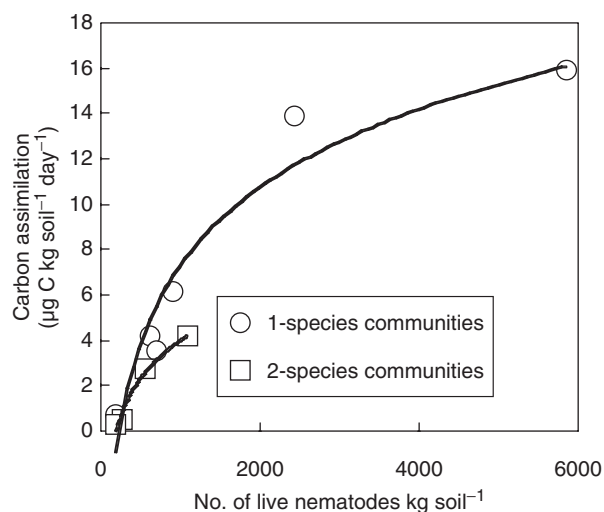 Carbon assimilation
(µg C kg soil⁻¹ day⁻¹)
18
16
14
12
10
8
6
4
2
0
1-species communities
2-species communities
0 2000 4000 6000
No. of live nematodes kg soil⁻¹